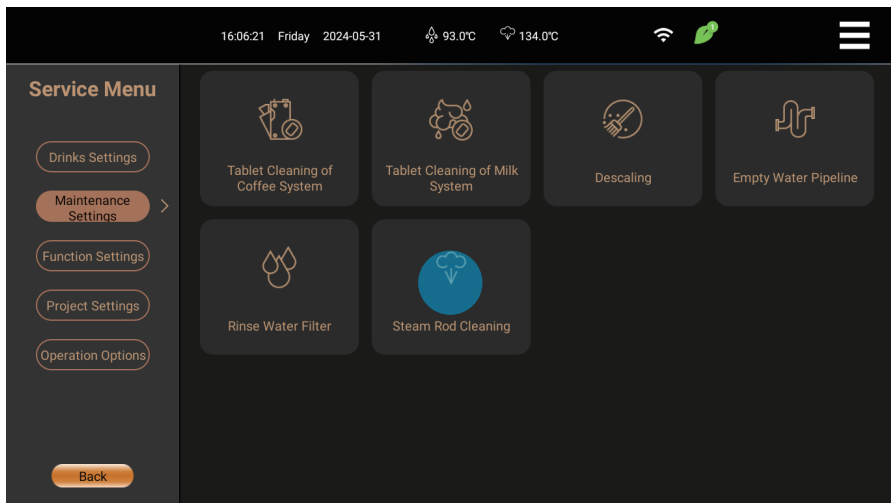 16:06:21 Friday 2024-05-31 93.0℃ 134.0℃ 1
Service Menu
Drinks Settings
Maintenance
Settings
Function Settings
Project Settings
Operation Options
Back
Tablet Cleaning of
Coffee System
Tablet Cleaning of Milk
System
Descaling
Empty Water Pipeline
Rinse Water Filter
Steam Rod Cleaning